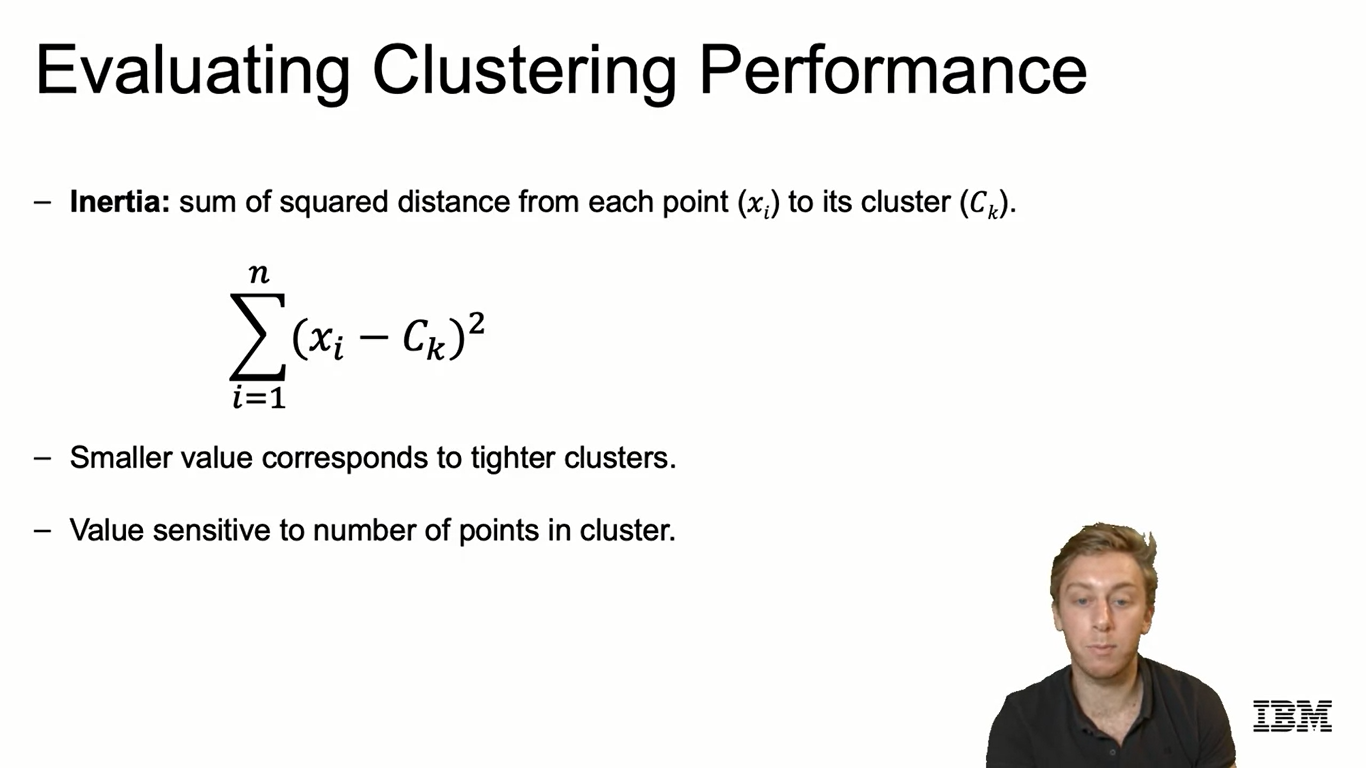 Evaluating Clustering Performance
– Inertia: sum of squared distance from each point (xᵢ) to its cluster (Cₖ).
n
∑(xᵢ − Cₖ)²
i=1
– Smaller value corresponds to tighter clusters.
– Value sensitive to number of points in cluster.
IBM